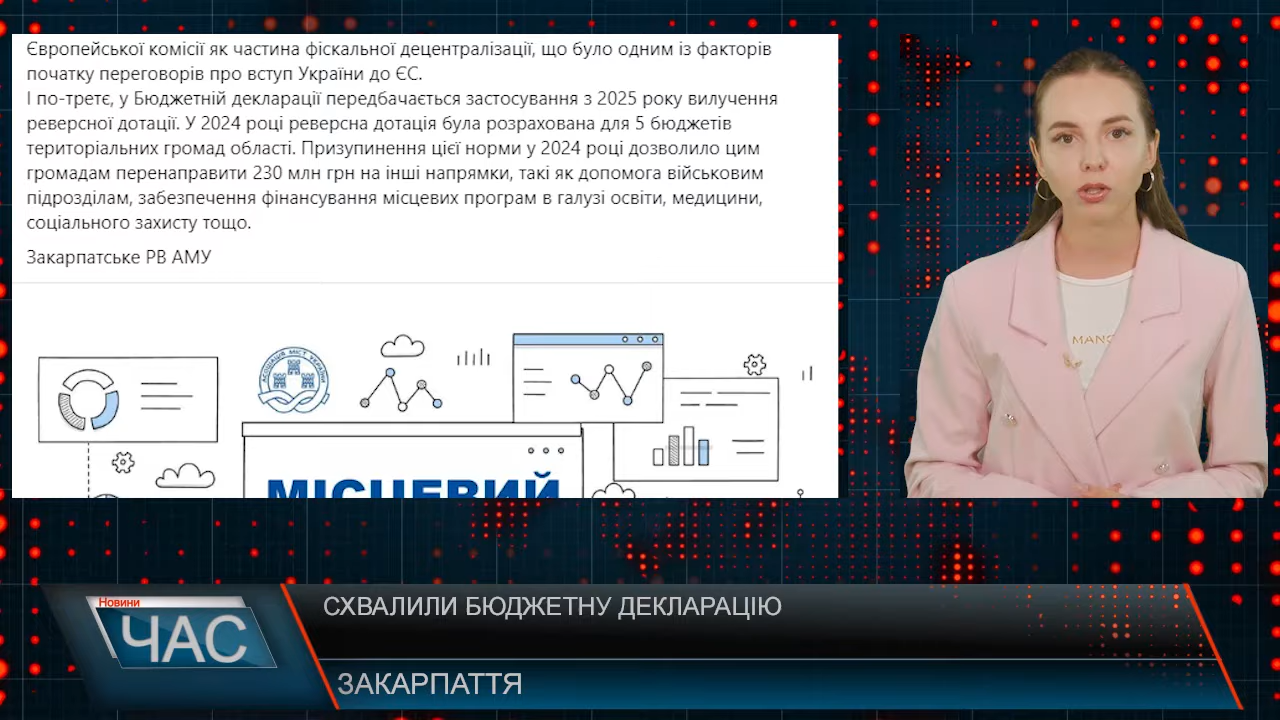 Європейської комісії як частина фіскальної децентралізації, що було одним із факторів
початку переговорів про вступ України до ЄС.
І по-третє, у Бюджетній декларації передбачається застосування з 2025 року вилучення
реверсної дотації. У 2024 році реверсна дотація була розрахована для 5 бюджетів
територіальних громад області. Призупинення цієї норми у 2024 році дозволило цим
громадам перенаправити 230 млн грн на інші напрямки, такі як допомога військовим
підрозділам, забезпечення фінансування місцевих програм в галузі освіти, медицини,
соціального захисту тощо.
Закарпатське РВ АМУ
АСОЦІАЦІЯ МІСТ УКРАЇНИ
МІСЦЕВИЙ
MANG
Новини
ЧАС
СХВАЛИЛИ БЮДЖЕТНУ ДЕКЛАРАЦІЮ
ЗАКАРПАТТЯ